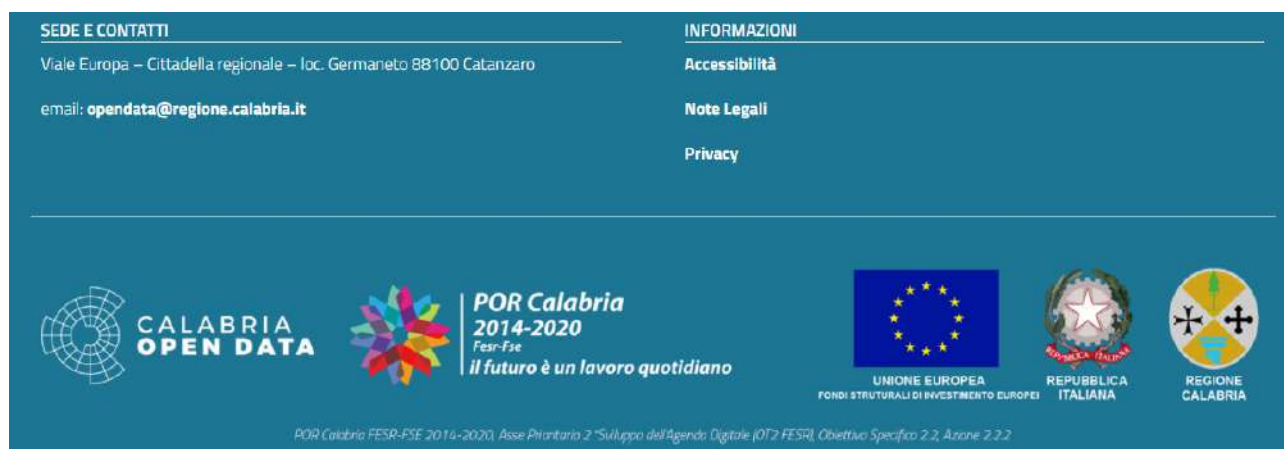 SEDE E CONTATTI
Viale Europa – Cittadella regionale – loc. Germaneto 88100 Catanzaro
email: opendata@regione.calabria.it
INFORMAZIONI
Accessibilità
Note Legali
Privacy
CALABRIA
OPEN DATA
POR Calabria
2014-2020
Fesr-Fse
il futuro è un lavoro quotidiano
UNIONE EUROPEA
FONDI STRUTTURALI DI INVESTIMENTO EUROPEI
REPVBBLICA ITALIANA
REPUBBLICA
ITALIANA
REGIONE
CALABRIA
POR Calabria FESR-FSE 2014-2020, Asse Prioritario 2 "Sviluppo dell'Agenda Digitale (OT2 FESR), Obiettivo Specifico 2.2, Azione 2.2.2